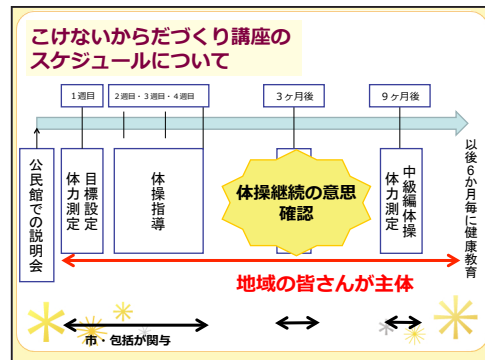 こけないからだづくり講座の
スケジュールについて
1週目
2週目・3週目・4週目
3ヶ月後
9ヶ月後
公民館での説明会
目標設定
体力測定
体操指導
体操継続の意思
確認
中級編体操
体力測定
以後6か月毎に健康教育
地域の皆さんが主体
市・包括が関与